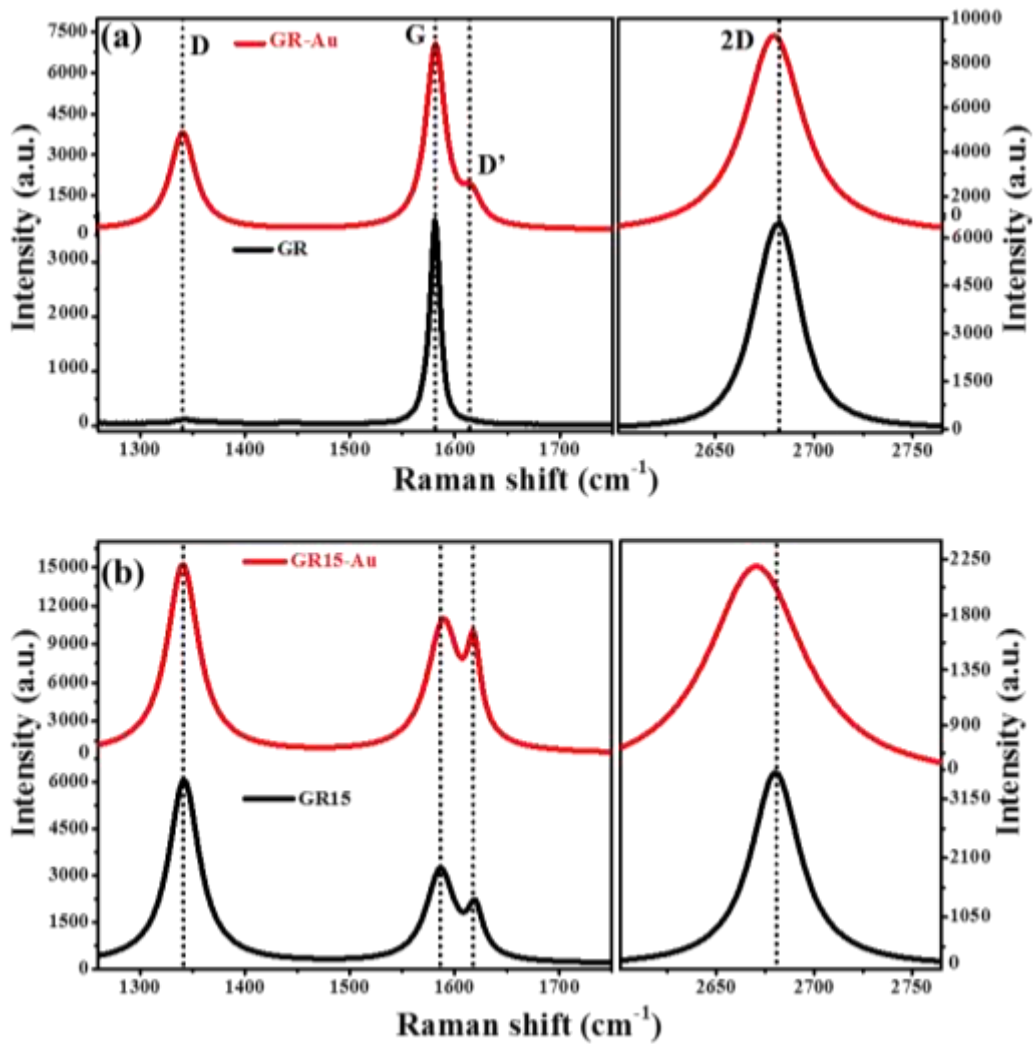 (a)
GR-Au
D
G
D'
2D
7500
6000
4500
3000
1500
0
GR
3000
2000
1000
0
10000
8000
6000
4000
2000
0
6000
4500
3000
1500
0
Intensity (a.u.)
Intensity (a.u.)
Intensity (a.u.)
Intensity (a.u.)
1300 1400 1500 1600 1700 2650 2700 2750
Raman shift (cm-1)
(b)
GR15-Au
15000
12000
9000
6000
3000
0
GR15
6000
4500
3000
1500
0
2250
1800
1350
900
0
3150
2100
1050
0
Intensity (a.u.)
Intensity (a.u.)
Intensity (a.u.)
Intensity (a.u.)
1300 1400 1500 1600 1700 2650 2700 2750
Raman shift (cm-1)